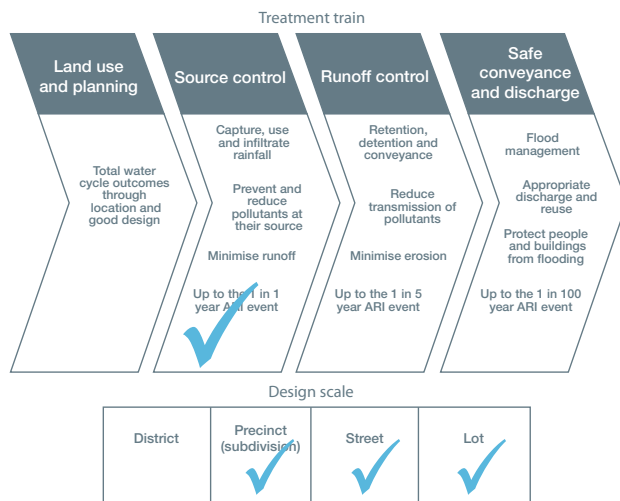 Treatment train
Land use
and planning
Total water
cycle outcomes
through
location and
good design
Source control
Capture, use
and infiltrate
rainfall
Prevent and
reduce
pollutants at
their source
Minimise runoff
Up to the 1 in 1
year ARI event
Runoff control
Retention,
detention and
conveyance
Reduce
transmission of
pollutants
Minimise erosion
Up to the 1 in 5
year ARI event
Safe
conveyance
and discharge
Flood
management
Appropriate
discharge and
reuse
Protect people
and buildings
from flooding
Up to the 1 in 100
year ARI event
Design scale
District
Precinct
(subdivision)
Street
Lot